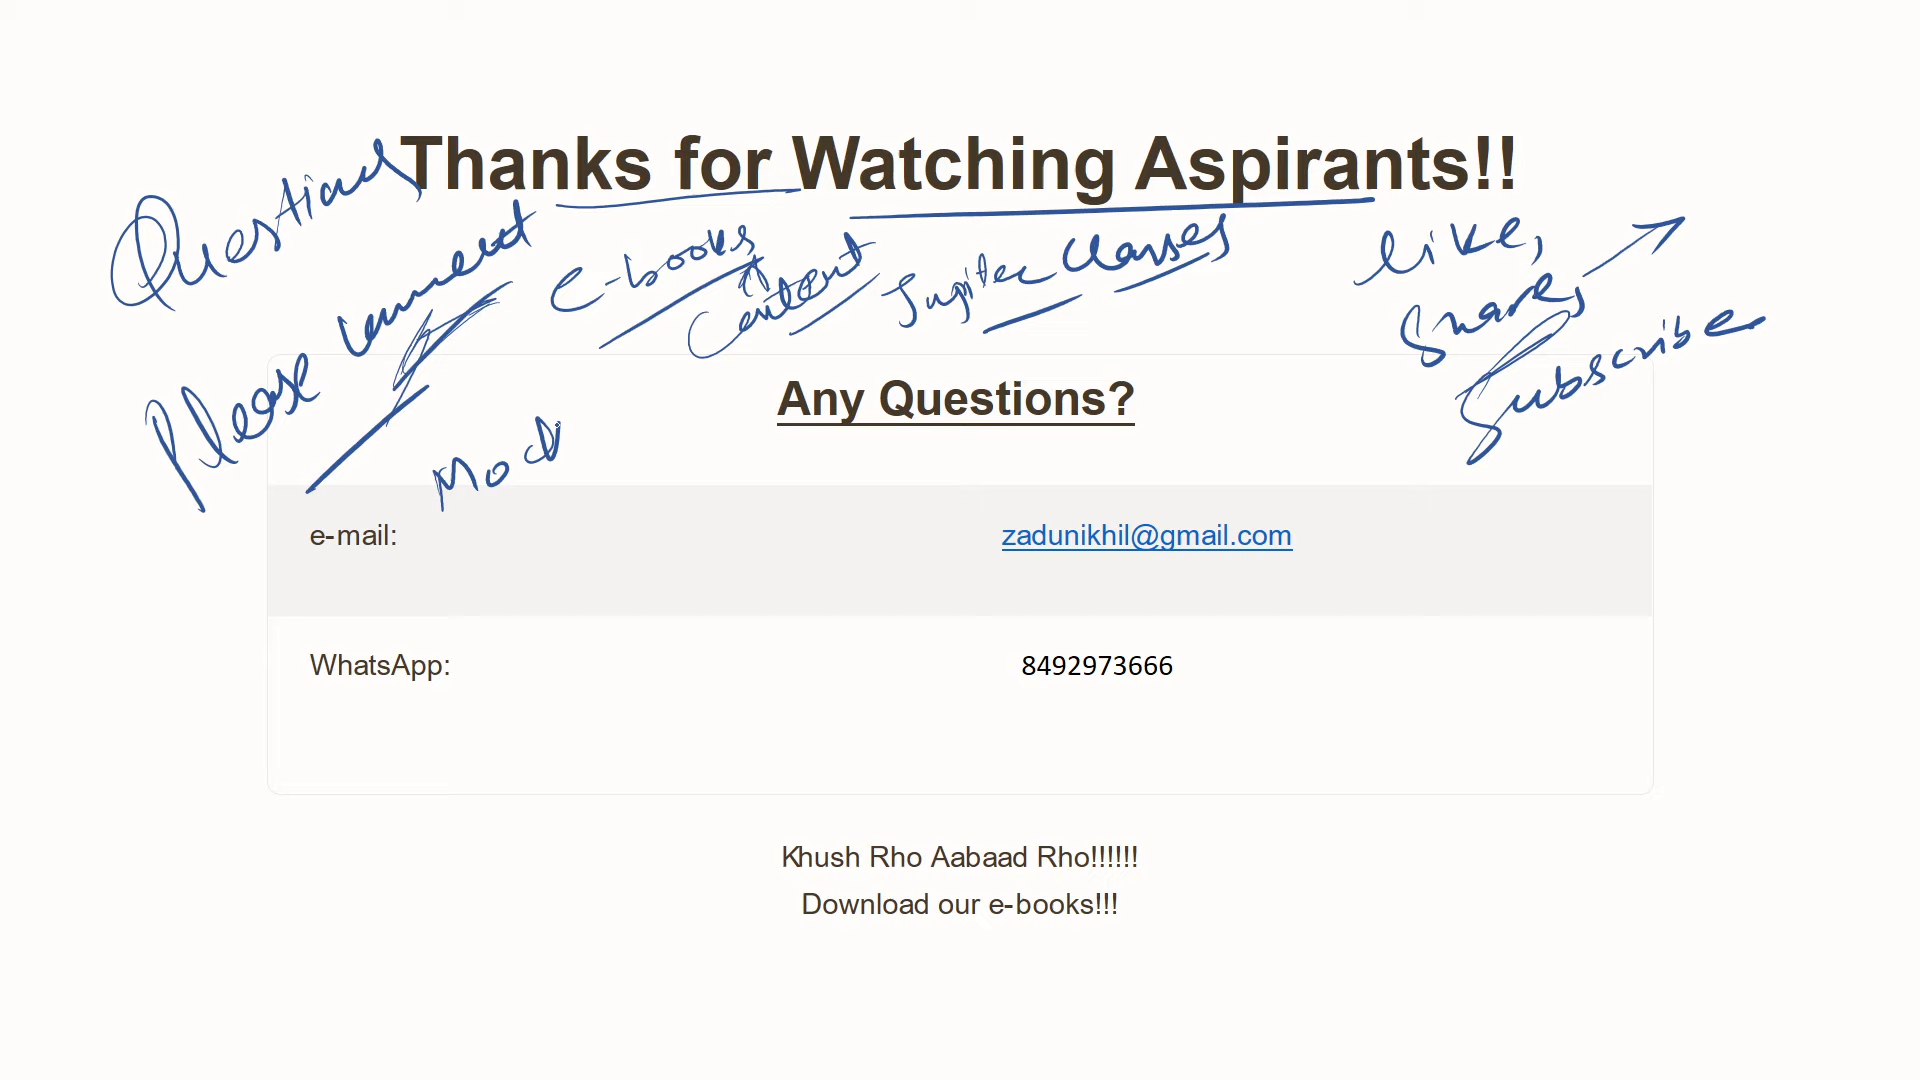 Thanks for Watching Aspirants!!
Questions
Please comment
e-books
Content
Jupiter Classes
like,
Share,
Subscribe
Any Questions?
Mod
e-mail: zadunikhil@gmail.com
WhatsApp: 8492973666
Khush Rho Aabaad Rho!!!!!!
Download our e-books!!!